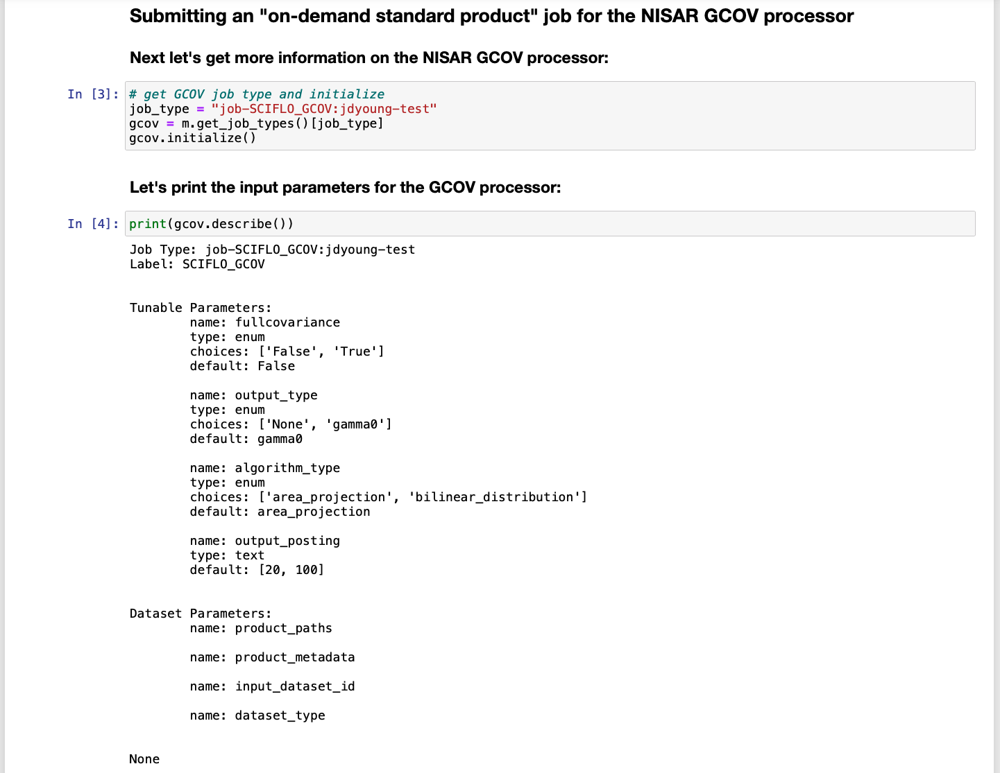 Submitting an "on-demand standard product" job for the NISAR GCOV processor
Next let's get more information on the NISAR GCOV processor:
In [3]: # get GCOV job type and initialize
job_type = "job-SCIFLO_GCOV:jdyoung-test"
gcov = m.get_job_types()[job_type]
gcov.initialize()
Let's print the input parameters for the GCOV processor:
In [4]: print(gcov.describe())
Job Type: job-SCIFLO_GCOV:jdyoung-test
Label: SCIFLO_GCOV
Tunable Parameters:
name: fullcovariance
type: enum
choices: ['False', 'True']
default: False
name: output_type
type: enum
choices: ['None', 'gamma0']
default: gamma0
name: algorithm_type
type: enum
choices: ['area_projection', 'bilinear_distribution']
default: area_projection
name: output_posting
type: text
default: [20, 100]
Dataset Parameters:
name: product_paths
name: product_metadata
name: input_dataset_id
name: dataset_type
None